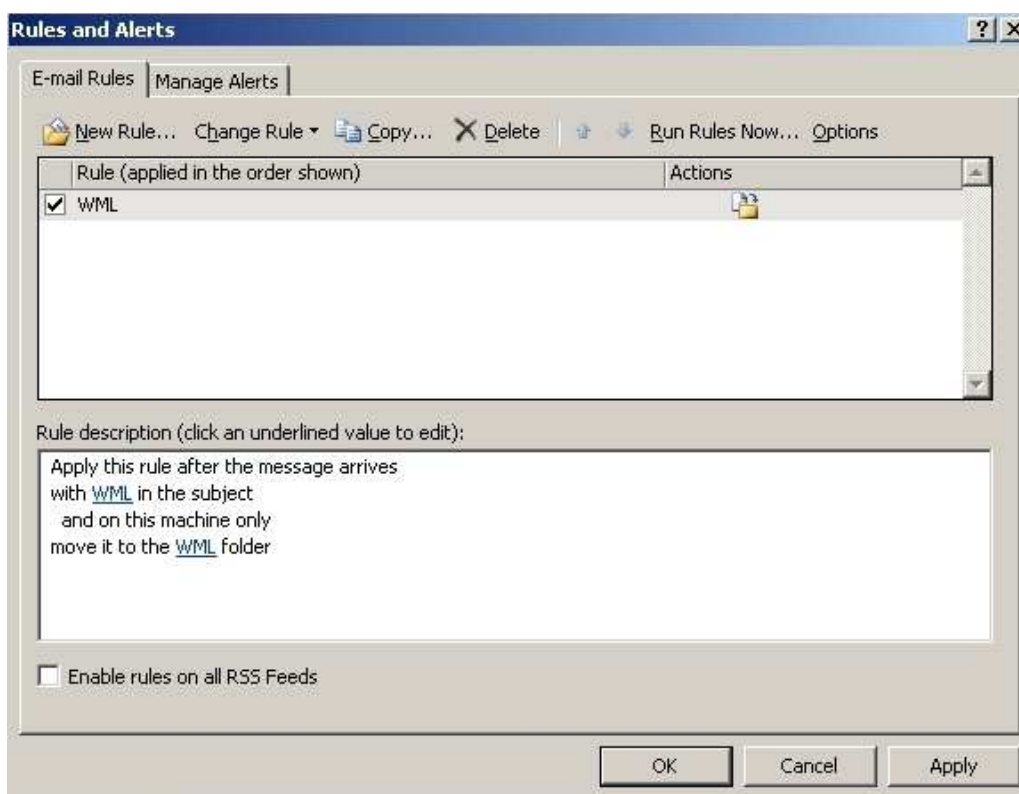 Rules and Alerts
E-mail Rules Manage Alerts
New Rule... Change Rule Copy... Delete Run Rules Now... Options
Rule (applied in the order shown) Actions
WML
Rule description (click an underlined value to edit):
Apply this rule after the message arrives
with WML in the subject
and on this machine only
move it to the WML folder
Enable rules on all RSS Feeds
OK Cancel Apply